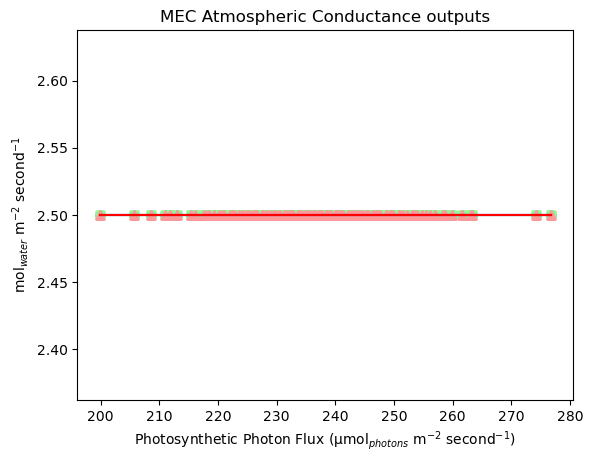 MEC Atmospheric Conductance outputs
mol_water m⁻² second⁻¹
2.60
2.55
2.50
2.45
2.40
200 210 220 230 240 250 260 270 280
Photosynthetic Photon Flux (μmol_photons m⁻² second⁻¹)